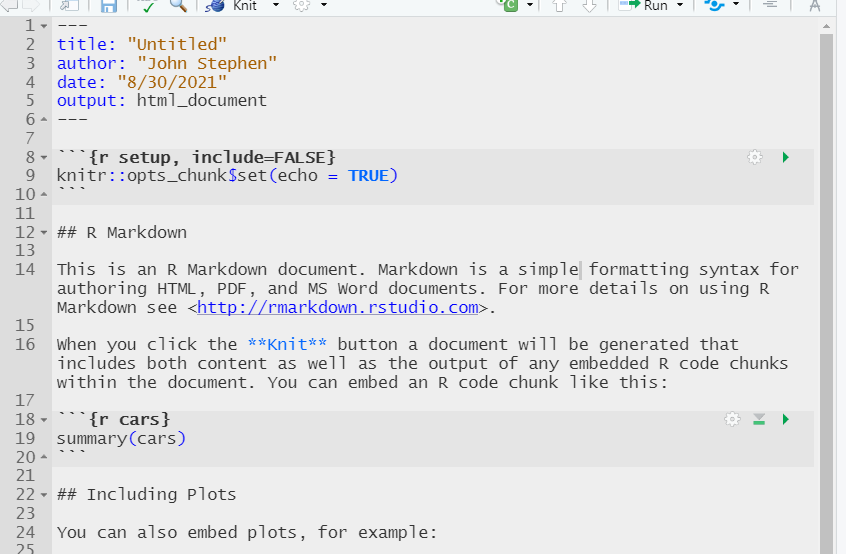 Knit
Run
1 ---
2 title: "Untitled"
3 author: "John Stephen"
4 date: "8/30/2021"
5 output: html_document
6 ---
7
8 ```{r setup, include=FALSE}
9 knitr::opts_chunk$set(echo = TRUE)
10 ```
11
12 ## R Markdown
13
14 This is an R Markdown document. Markdown is a simple formatting syntax for
authoring HTML, PDF, and MS Word documents. For more details on using R
Markdown see <http://rmarkdown.rstudio.com>.
15
16 When you click the **Knit** button a document will be generated that
includes both content as well as the output of any embedded R code chunks
within the document. You can embed an R code chunk like this:
17
18 ```{r cars}
19 summary(cars)
20 ```
21
22 ## Including Plots
23
24 You can also embed plots, for example:
25